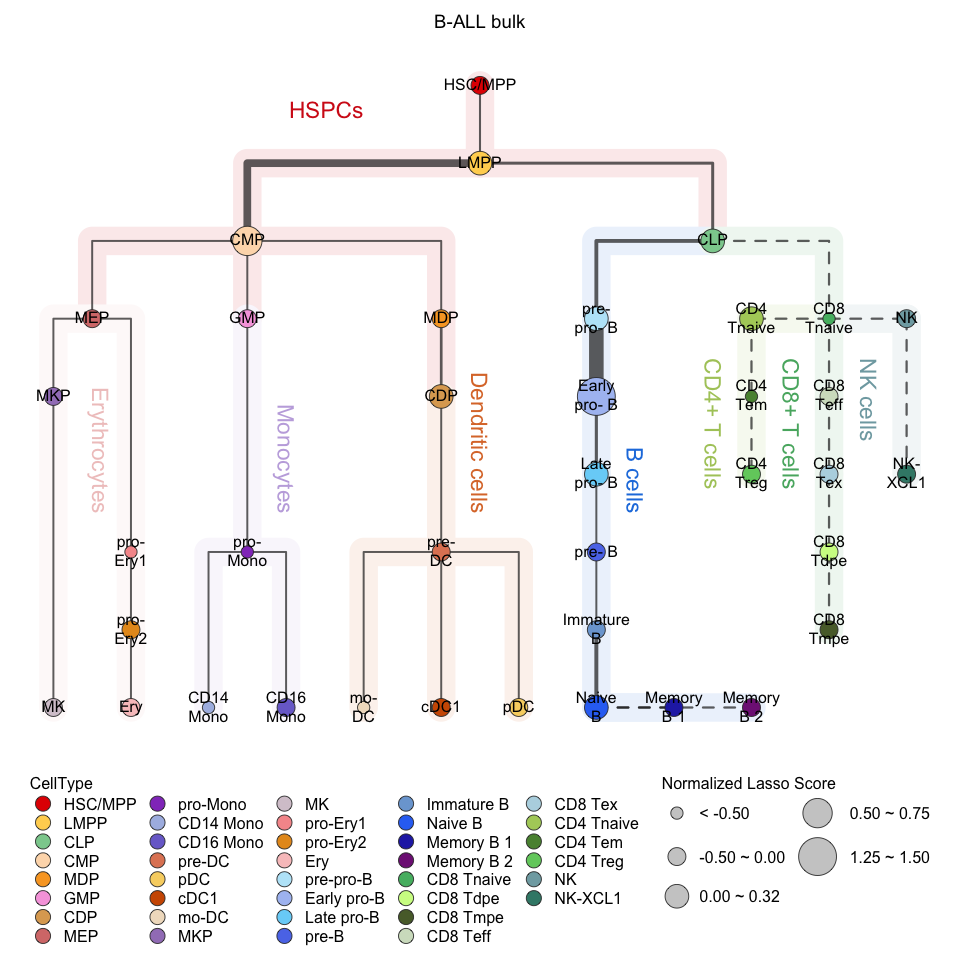 B-ALL bulk
HSC/MPP
HSPCs
LMPP
CMP
CLP
MEP
GMP
MDP
pre-
pro- B
CD4
Tnaive
CD8
Tnaive
NK
MKP
CDP
Early
pro- B
CD4
Tem
CD8
Teff
Erythrocytes
Monocytes
Dendritic cells
B cells
CD4+ T cells
CD8+ T cells
NK cells
Late
pro- B
CD4
Treg
CD8
Tex
NK-
XCL1
pro-
Ery1
pro-
Mono
pre-
DC
pre- B
CD8
Tdpe
pro-
Ery2
Immature
B
CD8
Tmpe
MK
Ery
CD14
Mono
CD16
Mono
mo-
DC
cDC1
pDC
Naive
B
Memory
B 1
Memory
B 2
CellType
HSC/MPP
LMPP
CLP
CMP
MDP
GMP
CDP
MEP
pro-Mono
CD14 Mono
CD16 Mono
pre-DC
pDC
cDC1
mo-DC
MKP
MK
pro-Ery1
pro-Ery2
Ery
pre-pro-B
Early pro-B
Late pro-B
pre-B
Immature B
Naive B
Memory B 1
Memory B 2
CD8 Tnaive
CD8 Tdpe
CD8 Tmpe
CD8 Teff
CD8 Tex
CD4 Tnaive
CD4 Tem
CD4 Treg
NK
NK-XCL1
Normalized Lasso Score
< -0.50
-0.50 ~ 0.00
0.00 ~ 0.32
0.50 ~ 0.75
1.25 ~ 1.50